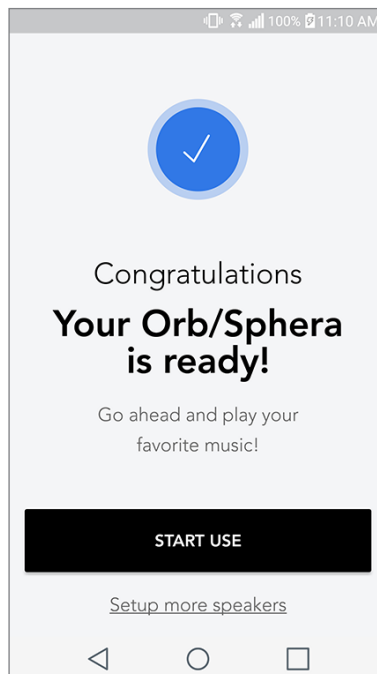 100% 11:10 AM
Congratulations
Your Orb/Sphera
is ready!
Go ahead and play your
favorite music!
START USE
Setup more speakers